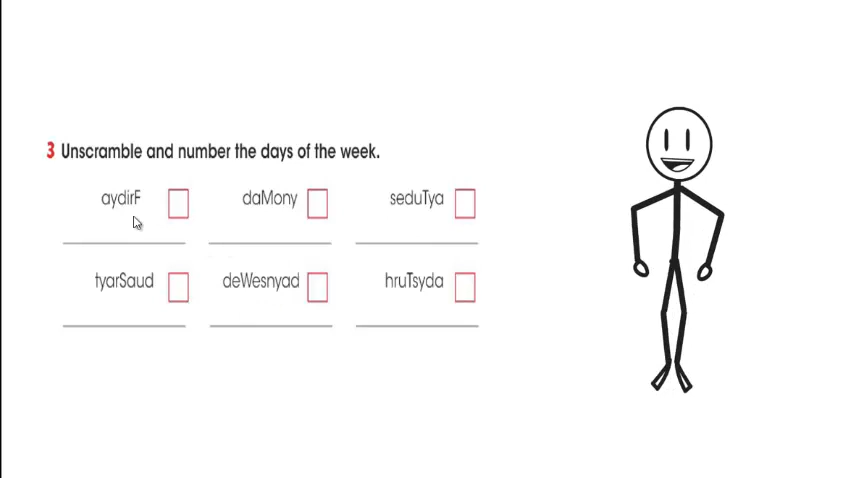 3 Unscramble and number the days of the week.
aydirF daMony seduTya
tyarSaud deWesnyad hruTsyda